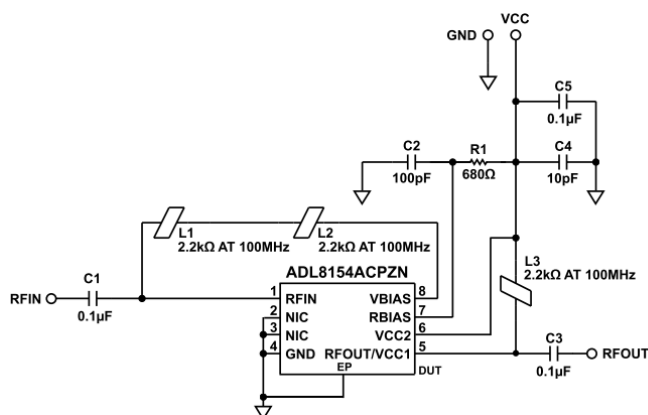 VCC
GND
C5
0.1µF
C2
100pF
R1
680Ω
C4
10pF
L1
2.2kΩ AT 100MHz
L2
2.2kΩ AT 100MHz
L3
2.2kΩ AT 100MHz
ADL8154ACPZN
C1
RFIN
0.1µF
1 RFIN VBIAS 8
2 NIC RBIAS 7
3 NIC VCC2 6
4 GND RFOUT/VCC1 5
EP
DUT
C3
0.1µF
RFOUT